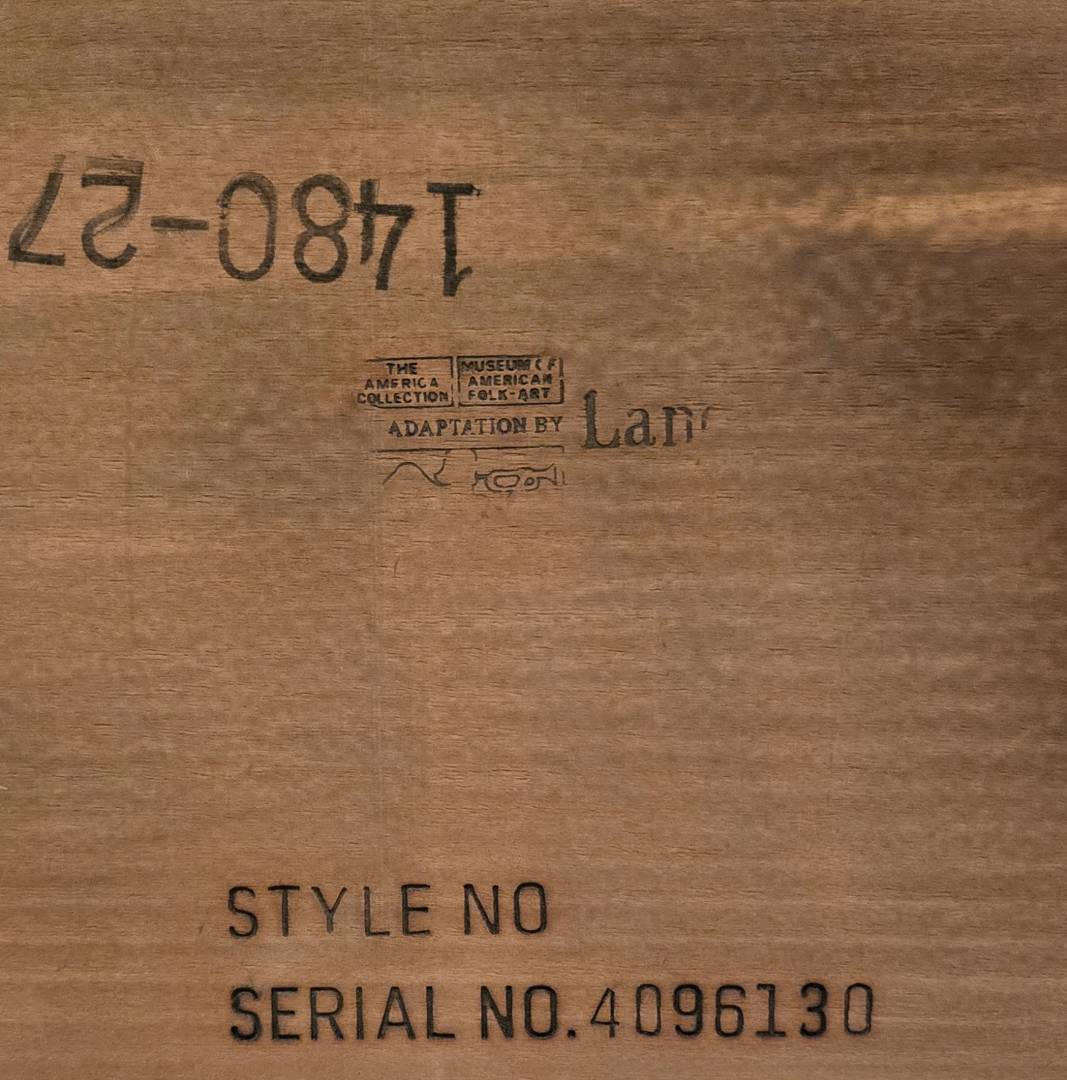 1480-27
THE
AMERICA
COLLECTION
MUSEUM OF
AMERICAN
FOLK-ART
ADAPTATION BY
STYLE NO
SERIAL NO. 4096130